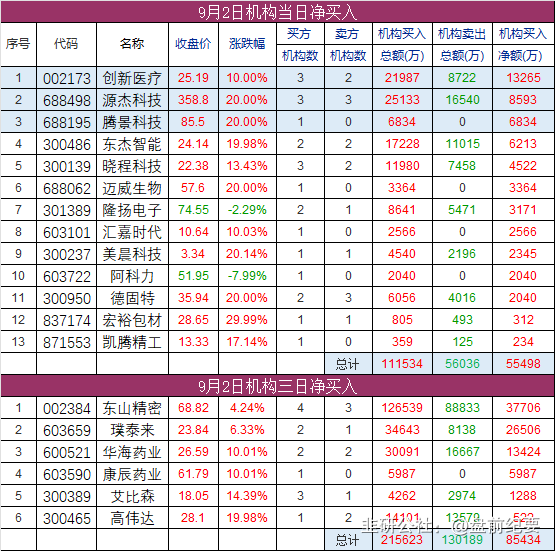 9月2日机构当日净买入
序号 代码 名称 收盘价 涨跌幅 买方机构数 卖方机构数 机构买入总额(万) 机构卖出总额(万) 机构买入净额(万)
1 002173 创新医疗 25.19 10.00% 3 2 21987 8722 13265
2 688498 源杰科技 358.8 20.00% 3 3 25133 16540 8593
3 688195 腾景科技 85.5 20.00% 1 0 6834 0 6834
4 300486 东杰智能 24.14 19.98% 2 2 17228 11015 6213
5 300139 晓程科技 22.38 13.43% 3 2 11980 7458 4522
6 688062 迈威生物 57.6 20.00% 1 0 3364 0 3364
7 301389 隆扬电子 74.55 -2.29% 2 1 8641 5471 3171
8 603101 汇嘉时代 10.64 10.03% 1 0 2566 0 2566
9 300237 美晨科技 3.34 20.14% 1 1 4540 2196 2345
10 603722 阿科力 51.95 -7.99% 1 0 2040 0 2040
11 300950 德固特 35.94 20.00% 2 3 6056 4016 2040
12 837174 宏裕包材 28.65 29.99% 1 1 805 493 312
13 871553 凯腾精工 13.33 17.14% 1 1 359 125 234
总计 111534 56036 55498
9月2日机构三日净买入
1 002384 东山精密 68.82 4.24% 4 3 126539 88833 37706
2 603659 璞泰来 23.84 6.33% 2 1 34643 8138 26506
3 600521 华海药业 26.59 10.01% 2 2 30091 16667 13424
4 603590 康辰药业 61.79 10.01% 1 0 5987 0 5987
5 300389 艾比森 18.05 14.39% 3 1 4262 2974 1288
6 300465 高伟达 28.1 19.98% 1 2 14101 13579 522
总计 215623 130189 85434
韭研公社：@盘前纪要